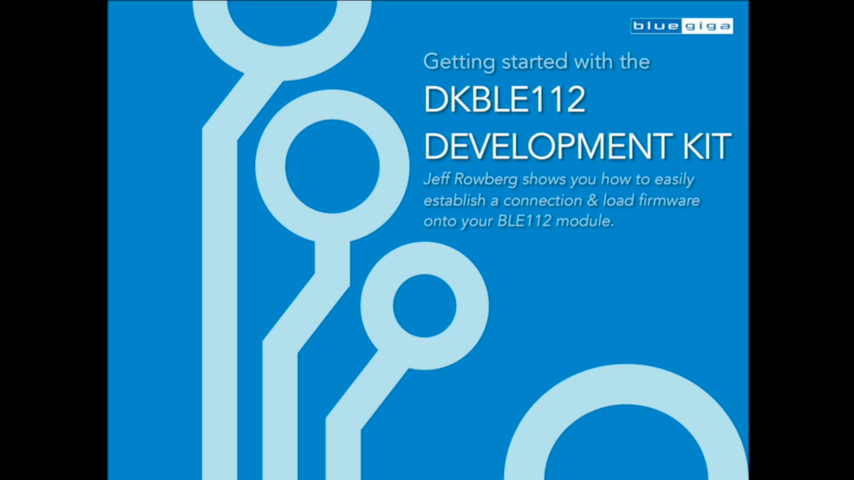 bluegiga
Getting started with the
DKBLE112
DEVELOPMENT KIT
Jeff Rowberg shows you how to easily
establish a connection & load firmware
onto your BLE112 module.